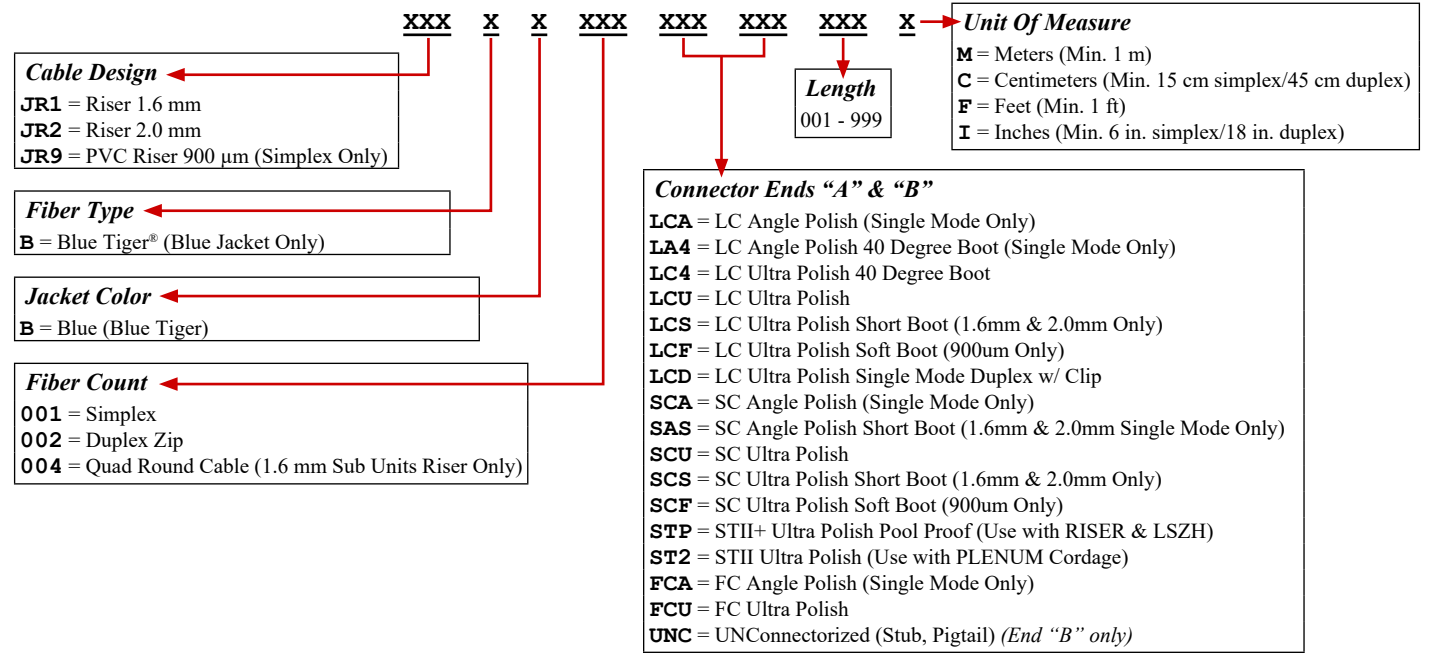 XXX X X XXX XXX XXX XXX X
Unit Of Measure
M = Meters (Min. 1 m)
C = Centimeters (Min. 15 cm simplex/45 cm duplex)
F = Feet (Min. 1 ft)
I = Inches (Min. 6 in. simplex/18 in. duplex)
Length
001 - 999
Cable Design
JR1 = Riser 1.6 mm
JR2 = Riser 2.0 mm
JR9 = PVC Riser 900 µm (Simplex Only)
Fiber Type
B = Blue Tiger® (Blue Jacket Only)
Jacket Color
B = Blue (Blue Tiger)
Fiber Count
001 = Simplex
002 = Duplex Zip
004 = Quad Round Cable (1.6 mm Sub Units Riser Only)
Connector Ends “A” & “B”
LCA = LC Angle Polish (Single Mode Only)
LA4 = LC Angle Polish 40 Degree Boot (Single Mode Only)
LC4 = LC Ultra Polish 40 Degree Boot
LCU = LC Ultra Polish
LCS = LC Ultra Polish Short Boot (1.6mm & 2.0mm Only)
LCF = LC Ultra Polish Soft Boot (900um Only)
LCD = LC Ultra Polish Single Mode Duplex w/ Clip
SCA = SC Angle Polish (Single Mode Only)
SAS = SC Angle Polish Short Boot (1.6mm & 2.0mm Single Mode Only)
SCU = SC Ultra Polish
SCS = SC Ultra Polish Short Boot (1.6mm & 2.0mm Only)
SCF = SC Ultra Polish Soft Boot (900um Only)
STP = STII+ Ultra Polish Pool Proof (Use with RISER & LSZH)
ST2 = STII Ultra Polish (Use with PLENUM Cordage)
FCA = FC Angle Polish (Single Mode Only)
FCU = FC Ultra Polish
UNC = UNConnectorized (Stub, Pigtail) (End “B” only)